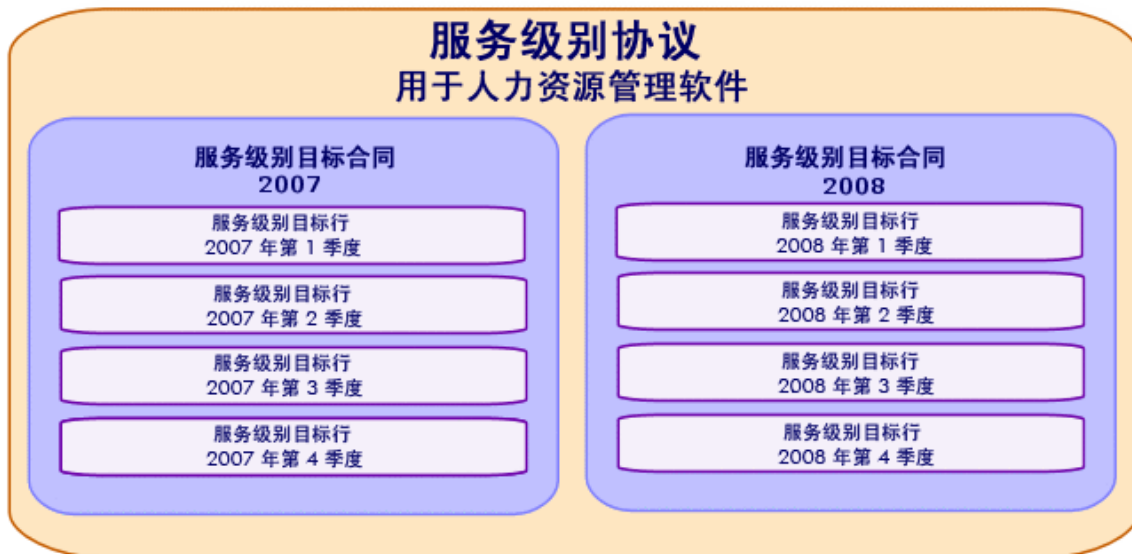 服务级别协议
用于人力资源管理软件
服务级别目标合同
2007
服务级别目标行
2007 年第 1 季度
服务级别目标行
2007 年第 2 季度
服务级别目标行
2007 年第 3 季度
服务级别目标行
2007 年第 4 季度
服务级别目标合同
2008
服务级别目标行
2008 年第 1 季度
服务级别目标行
2008 年第 2 季度
服务级别目标行
2008 年第 3 季度
服务级别目标行
2008 年第 4 季度